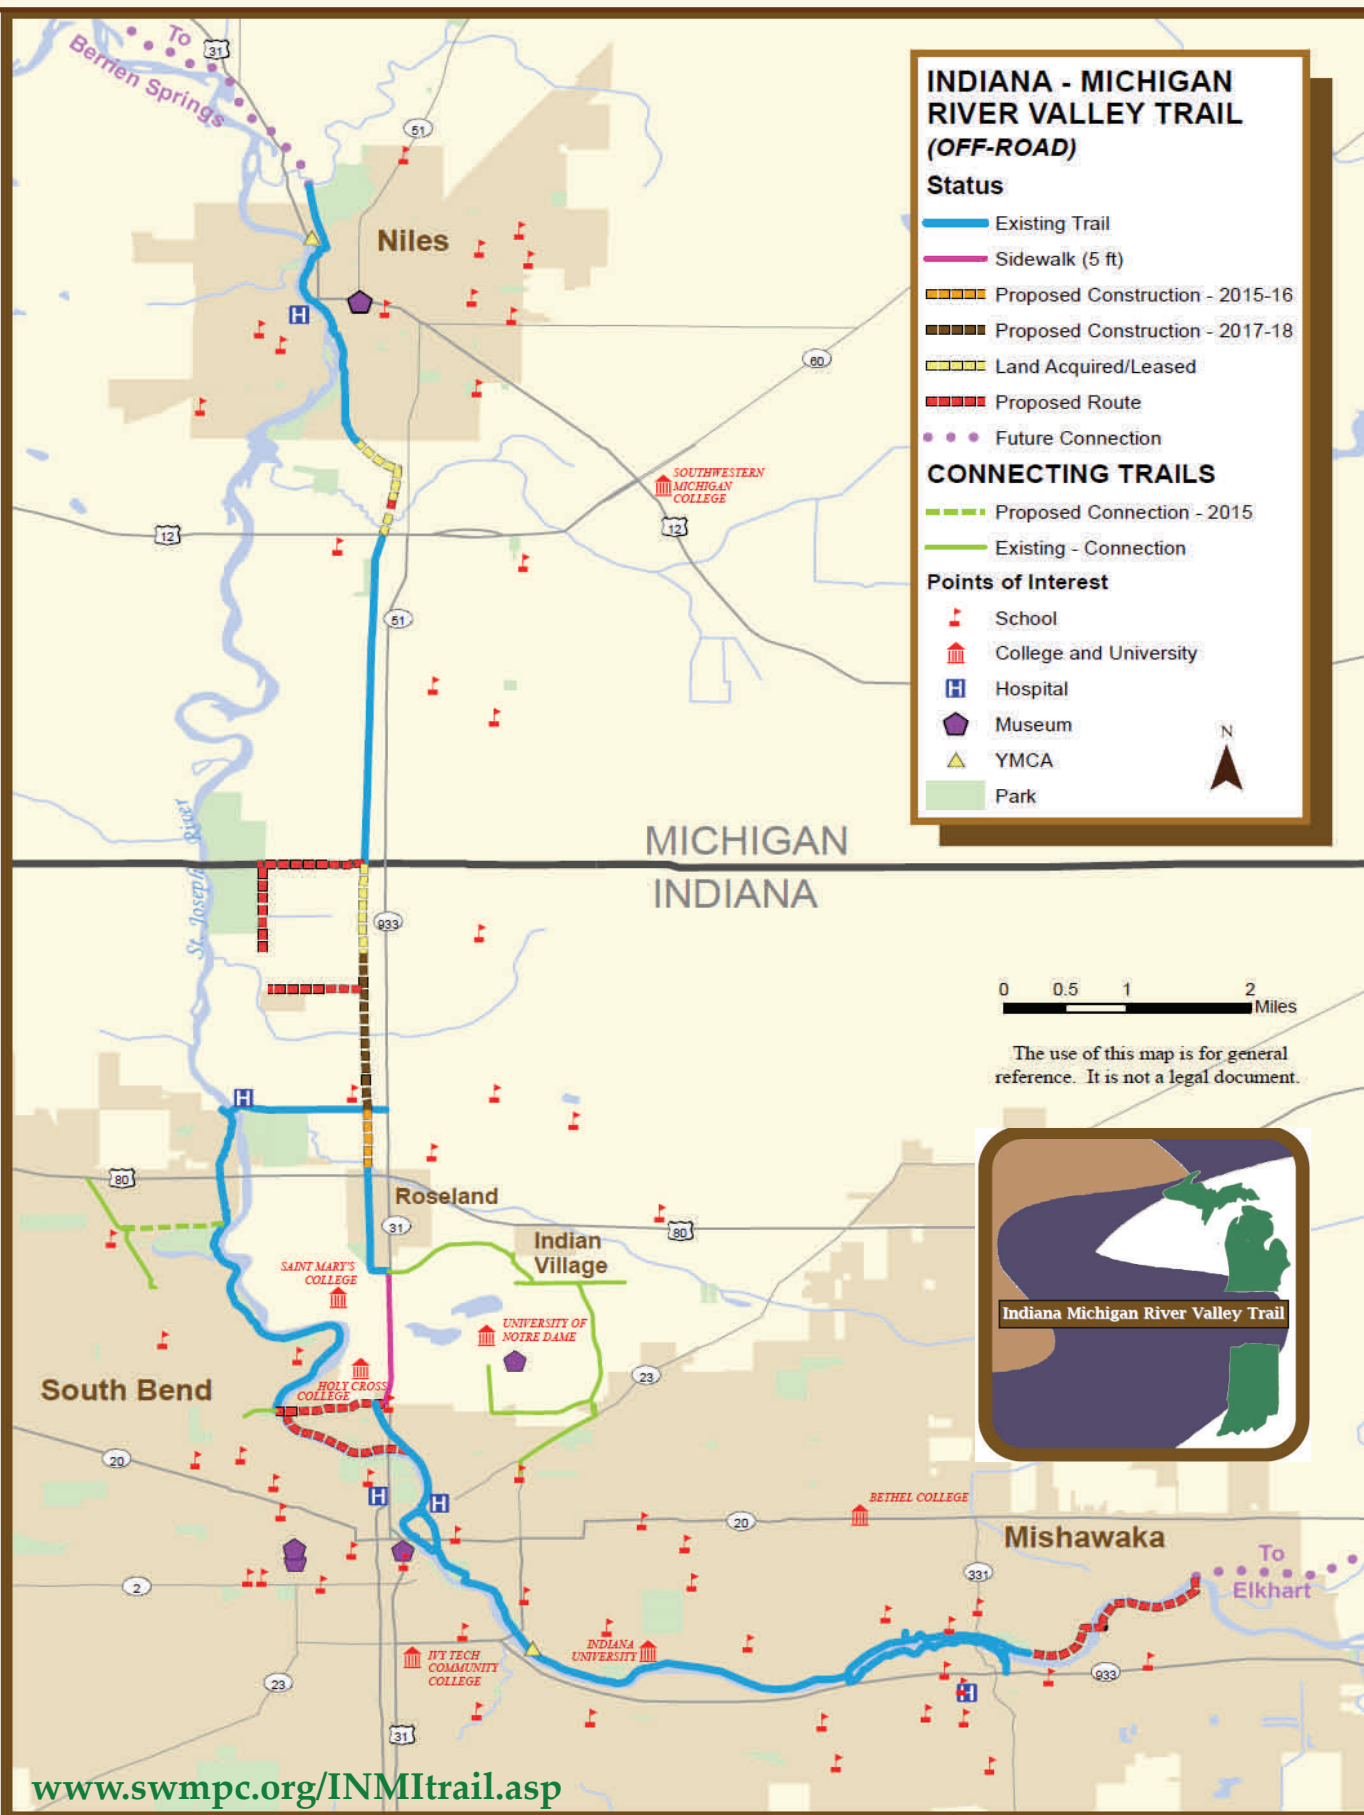 To
Berrien Springs
31
51
Niles
H
60
SOUTHWESTERN
MICHIGAN
COLLEGE
12
12
51
INDIANA - MICHIGAN
RIVER VALLEY TRAIL
(OFF-ROAD)
Status
Existing Trail
Sidewalk (5 ft)
Proposed Construction - 2015-16
Proposed Construction - 2017-18
Land Acquired/Leased
Proposed Route
Future Connection
CONNECTING TRAILS
Proposed Connection - 2015
Existing - Connection
Points of Interest
School
College and University
H Hospital
Museum
YMCA
Park
N
St. Joseph River
MICHIGAN
INDIANA
933
0 0.5 1 2
Miles
The use of this map is for general
reference. It is not a legal document.
H
80
Roseland
31
80
Indian
Village
SAINT MARY'S
COLLEGE
UNIVERSITY OF
NOTRE DAME
Indiana Michigan River Valley Trail
South Bend
HOLY CROSS
COLLEGE
23
20
H
H
BETHEL COLLEGE
20
Mishawaka
To
Elkhart
2
331
INDIANA
UNIVERSITY
IVY TECH
COMMUNITY
COLLEGE
23
933
H
31
www.swmpc.org/INMItrail.asp